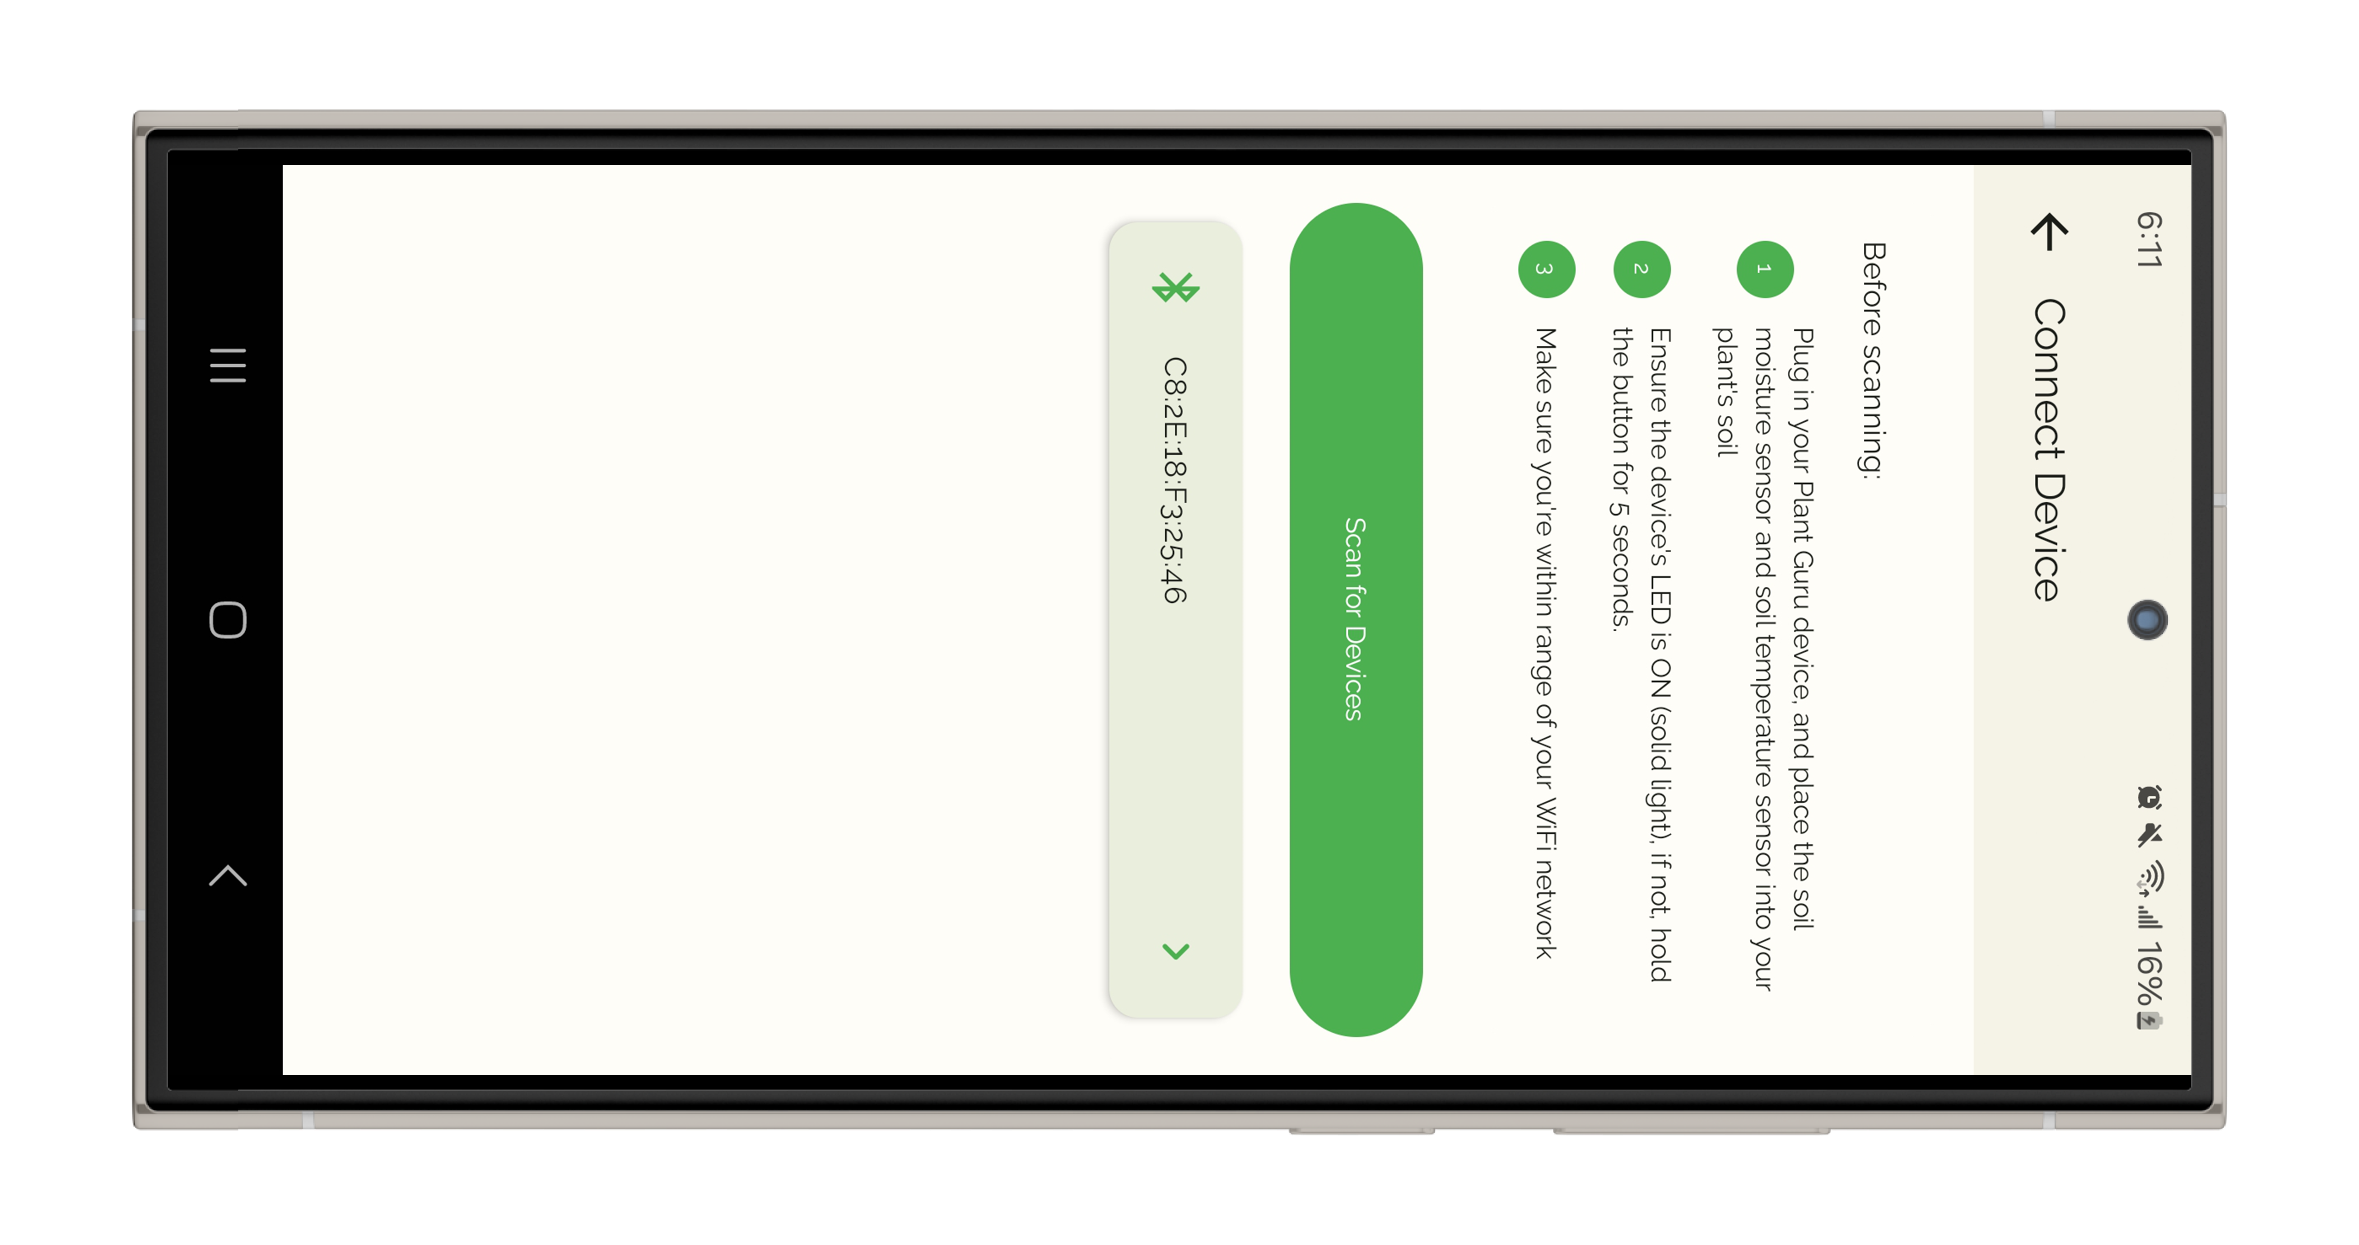 6:11
16%
Connect Device
Before scanning:
1
Plug in your Plant Guru device, and place the soil
moisture sensor and soil temperature sensor into your
plant's soil
2
Ensure the device's LED is ON (solid light), if not, hold
the button for 5 seconds.
3
Make sure you're within range of your WiFi network
Scan for Devices
C8:2E:18:F3:25:46